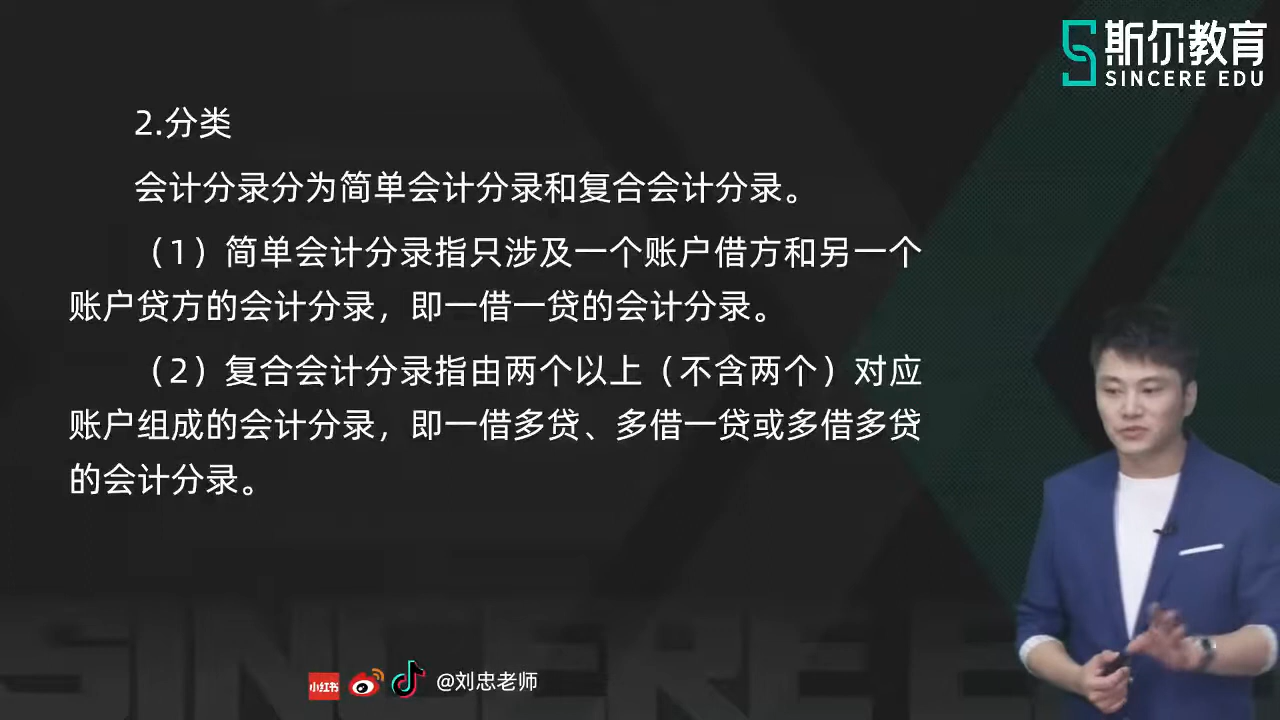 斯尔教育
SINCERE EDU
2.分类
会计分录分为简单会计分录和复合会计分录。
（1）简单会计分录指只涉及一个账户借方和另一个
账户贷方的会计分录，即一借一贷的会计分录。
（2）复合会计分录指由两个以上（不含两个）对应
账户组成的会计分录，即一借多贷、多借一贷或多借多贷
的会计分录。
SINCERE E
小红书 @刘忠老师